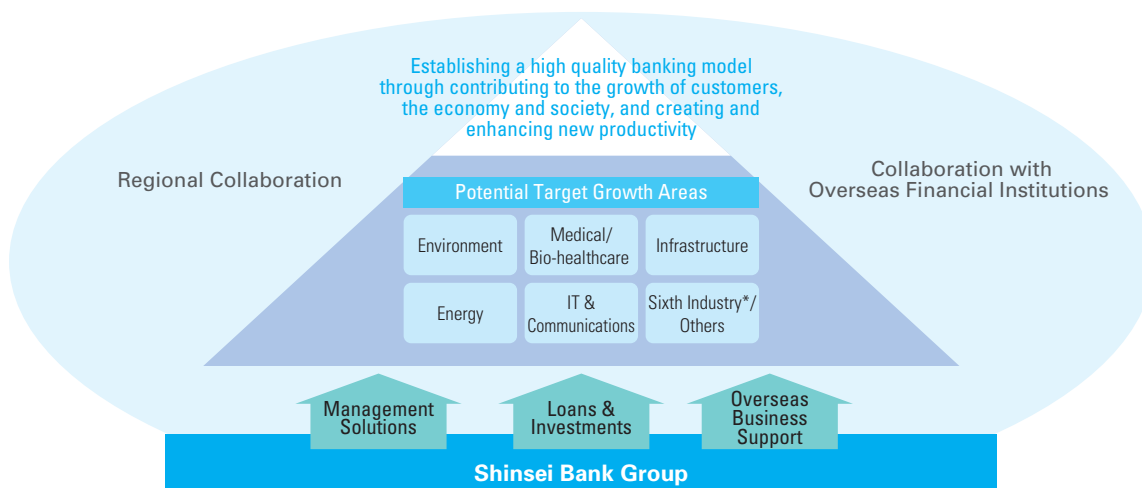 Establishing a high quality banking model
through contributing to the growth of customers,
the economy and society, and creating and
enhancing new productivity
Regional Collaboration
Collaboration with
Overseas Financial Institutions
Potential Target Growth Areas
Environment
Medical/
Bio-healthcare
Infrastructure
Energy
IT &
Communications
Sixth Industry*/
Others
Management
Solutions
Loans &
Investments
Overseas
Business
Support
Shinsei Bank Group